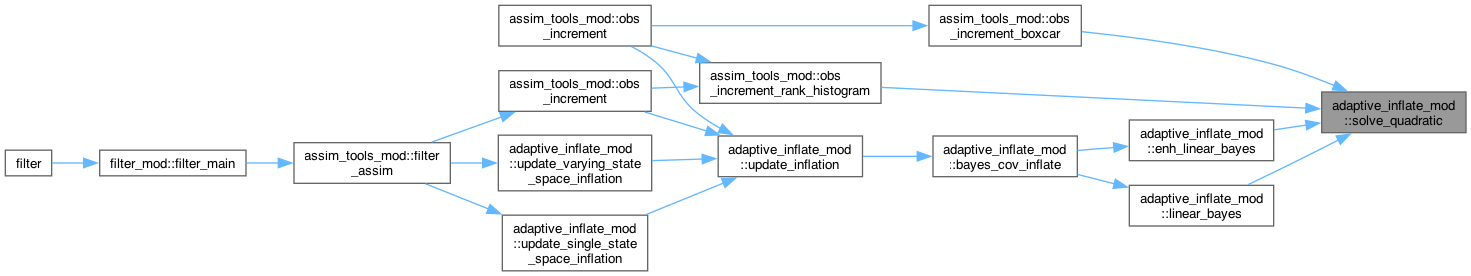 assim_tools_mod::obs
_increment
assim_tools_mod::obs
_increment_boxcar
assim_tools_mod::obs
_increment
assim_tools_mod::obs
_increment_rank_histogram
adaptive_inflate_mod
::solve_quadratic
filter
filter_mod::filter_main
assim_tools_mod::filter
_assim
adaptive_inflate_mod
::update_varying_state
_space_inflation
adaptive_inflate_mod
::update_inflation
adaptive_inflate_mod
::bayes_cov_inflate
adaptive_inflate_mod
::enh_linear_bayes
adaptive_inflate_mod
::linear_bayes
adaptive_inflate_mod
::update_single_state
_space_inflation